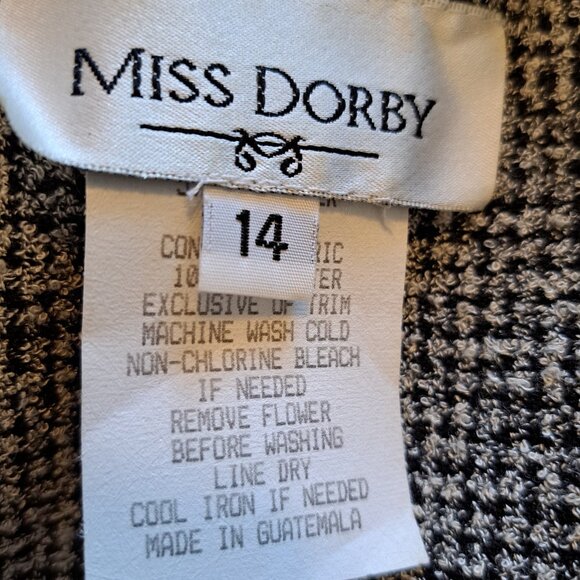 MISS DORBY
14
EXCLUSIVE OF TRIM
MACHINE WASH COLD
NON-CHLORINE BLEACH
IF NEEDED
REMOVE FLOWER
BEFORE WASHING
LINE DRY
COOL IRON IF NEEDED
MADE IN GUATEMALA